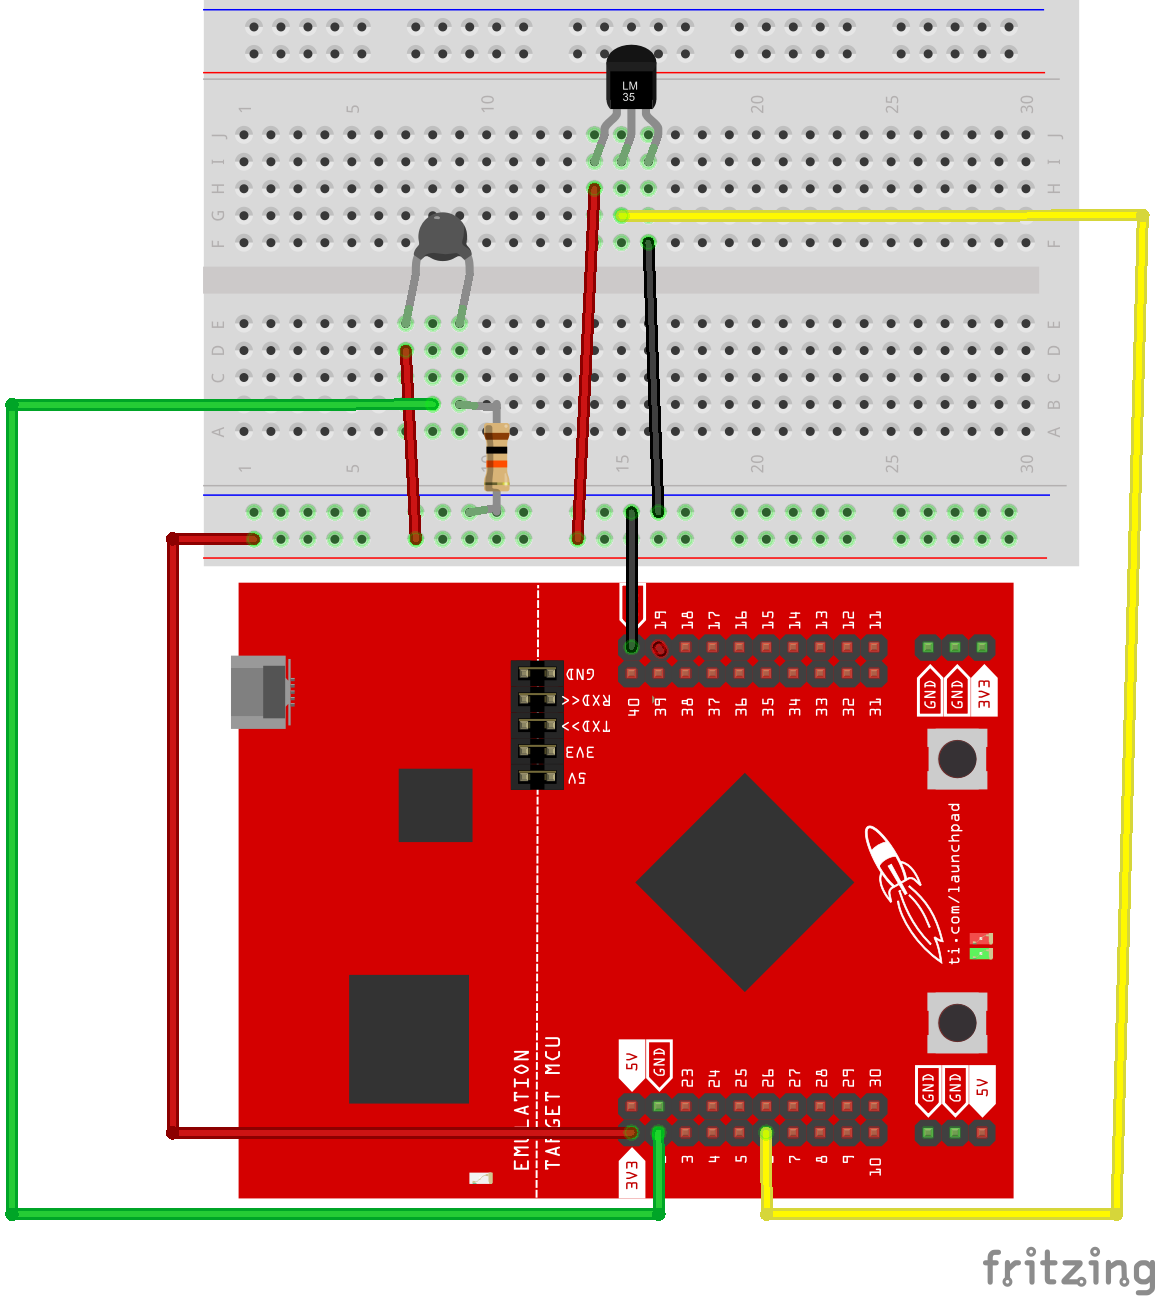 1 5 10 20 25 30
LM
35
J J
I I
H H
G G
F F
E E
D D
C C
B B
A A
1 5 15 20 25 30
19 18 17 16 15 14 13 12 11
40 39 38 37 36 35 34 33 32 31
GND GND 3V3
GND
RXD<<
TXD>>
3V3
5V
ti.com/launchpad
EMULATION
TARGET MCU
5V GND 23 24 25 26 27 28 29 30
GND GND 5V
3V3 3 4 5 7 8 9 10
fritzing